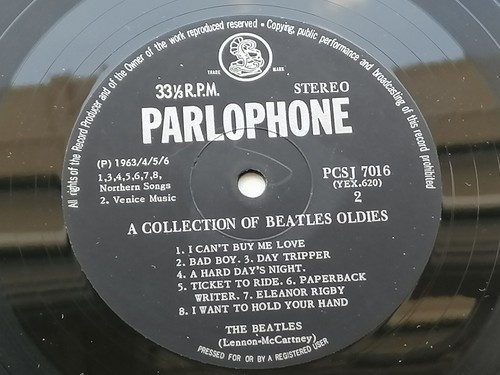 All rights of the Record Producer and of the Owner of the work reproduced reserved • Copying, public performance and broadcasting of this record prohibited
TRADE MARK
33⅓ R.P.M.
STEREO
PARLOPHONE
(P) 1963/4/5/6
1,3,4,5,6,7,8,
Northern Songs
2. Venice Music
PCSJ 7016
(YEX.620)
2
A COLLECTION OF BEATLES OLDIES
1. I CAN'T BUY ME LOVE
2. BAD BOY. 3. DAY TRIPPER
4. A HARD DAY'S NIGHT.
5. TICKET TO RIDE. 6. PAPERBACK
WRITER. 7. ELEANOR RIGBY
8. I WANT TO HOLD YOUR HAND
THE BEATLES
(Lennon-McCartney)
PRESSED FOR OR BY A REGISTERED USER